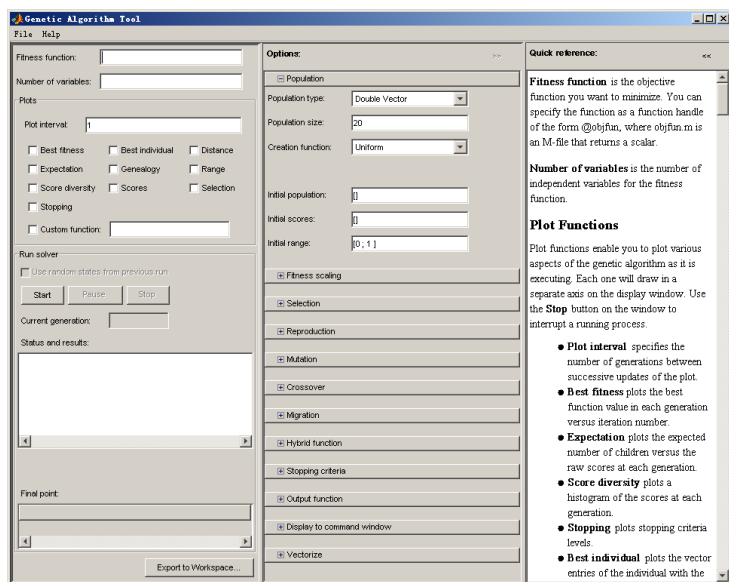 Genetic Algorithm Tool
File Help
Fitness function:
Number of variables:
Plots
Plot interval: 1
Best fitness Best individual Distance
Expectation Genealogy Range
Score diversity Scores Selection
Stopping
Custom function:
Run solver
Use random states from previous run
Start Pause Stop
Current generation:
Status and results:
Final point:
Export to Workspace...
Options: >>
Population
Population type: Double Vector
Population size: 20
Creation function: Uniform
Initial population: []
Initial scores: []
Initial range: [0 ; 1 ]
Fitness scaling
Selection
Reproduction
Mutation
Crossover
Migration
Hybrid function
Stopping criteria
Output function
Display to command window
Vectorize
Quick reference: <<
Fitness function is the objective
function you want to minimize. You can
specify the function as a function handle
of the form @objfun, where objfun.m is
an M-file that returns a scalar.
Number of variables is the number of
independent variables for the fitness
function.
Plot Functions
Plot functions enable you to plot various
aspects of the genetic algorithm as it is
executing. Each one will draw in a
separate axis on the display window. Use
the Stop button on the window to
interrupt a running process.
● Plot interval specifies the
number of generations between
successive updates of the plot.
● Best fitness plots the best
function value in each generation
versus iteration number.
● Expectation plots the expected
number of children versus the
raw scores at each generation.
● Score diversity plots a
histogram of the scores at each
generation.
● Stopping plots stopping criteria
levels.
● Best individual plots the vector
entries of the individual with the